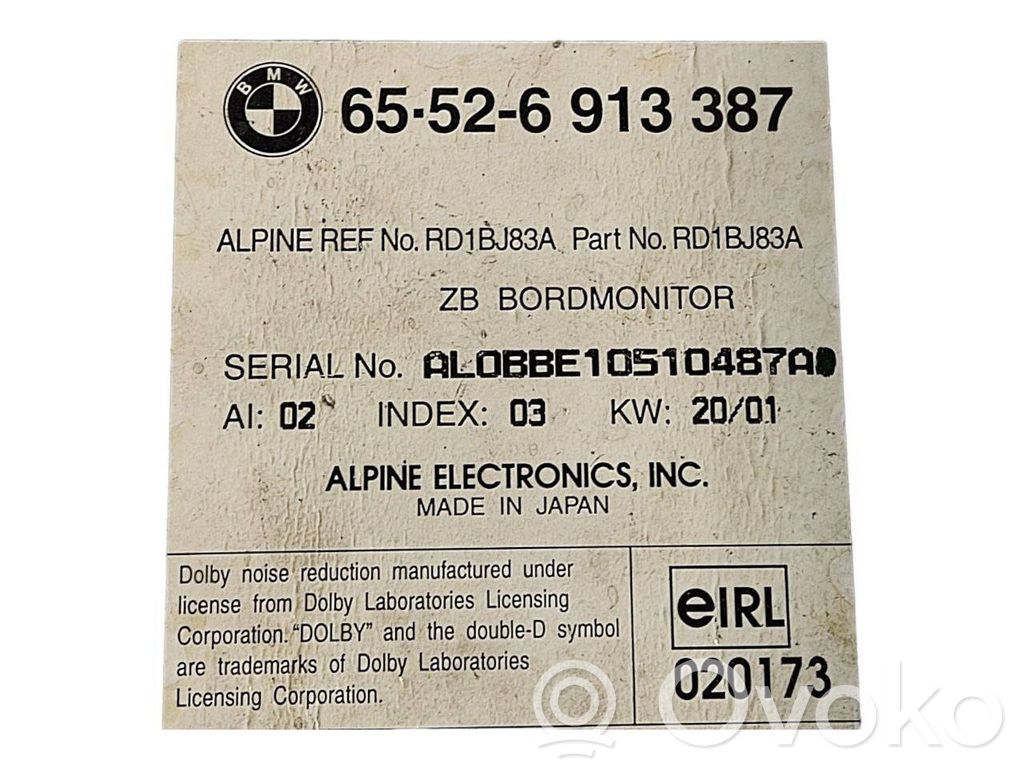 BMW 65-52-6 913 387
ALPINE REF No. RD1BJ83A Part No. RD1BJ83A
ZB BORDMONITOR
SERIAL No. AL0BBE10510487A
AI: 02 INDEX: 03 KW: 20/01
ALPINE ELECTRONICS, INC.
MADE IN JAPAN
Dolby noise reduction manufactured under
license from Dolby Laboratories Licensing
Corporation. "DOLBY" and the double-D symbol
are trademarks of Dolby Laboratories
Licensing Corporation.
eIRL
020173
Ovoko